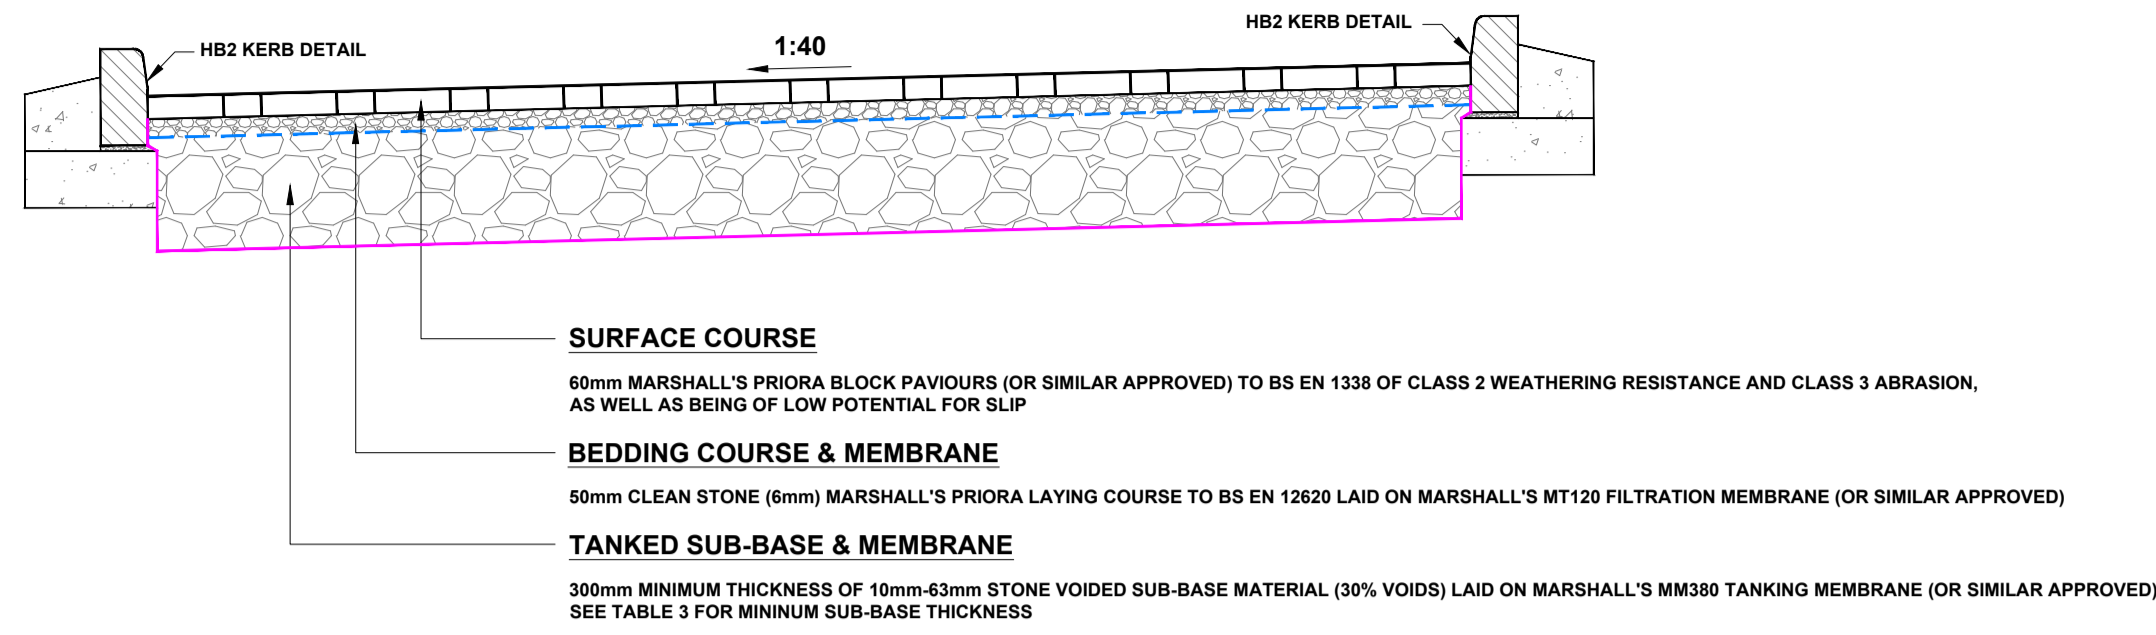 HB2 KERB DETAIL
1:40
HB2 KERB DETAIL
SURFACE COURSE
60mm MARSHALL'S PRIORA BLOCK PAVIOURS (OR SIMILAR APPROVED) TO BS EN 1338 OF CLASS 2 WEATHERING RESISTANCE AND CLASS 3 ABRASION,
AS WELL AS BEING OF LOW POTENTIAL FOR SLIP
BEDDING COURSE & MEMBRANE
50mm CLEAN STONE (6mm) MARSHALL'S PRIORA LAYING COURSE TO BS EN 12620 LAID ON MARSHALL'S MT120 FILTRATION MEMBRANE (OR SIMILAR APPROVED)
TANKED SUB-BASE & MEMBRANE
300mm MINIMUM THICKNESS OF 10mm-63mm STONE VOIDED SUB-BASE MATERIAL (30% VOIDS) LAID ON MARSHALL'S MM380 TANKING MEMBRANE (OR SIMILAR APPROVED)
SEE TABLE 3 FOR MININUM SUB-BASE THICKNESS